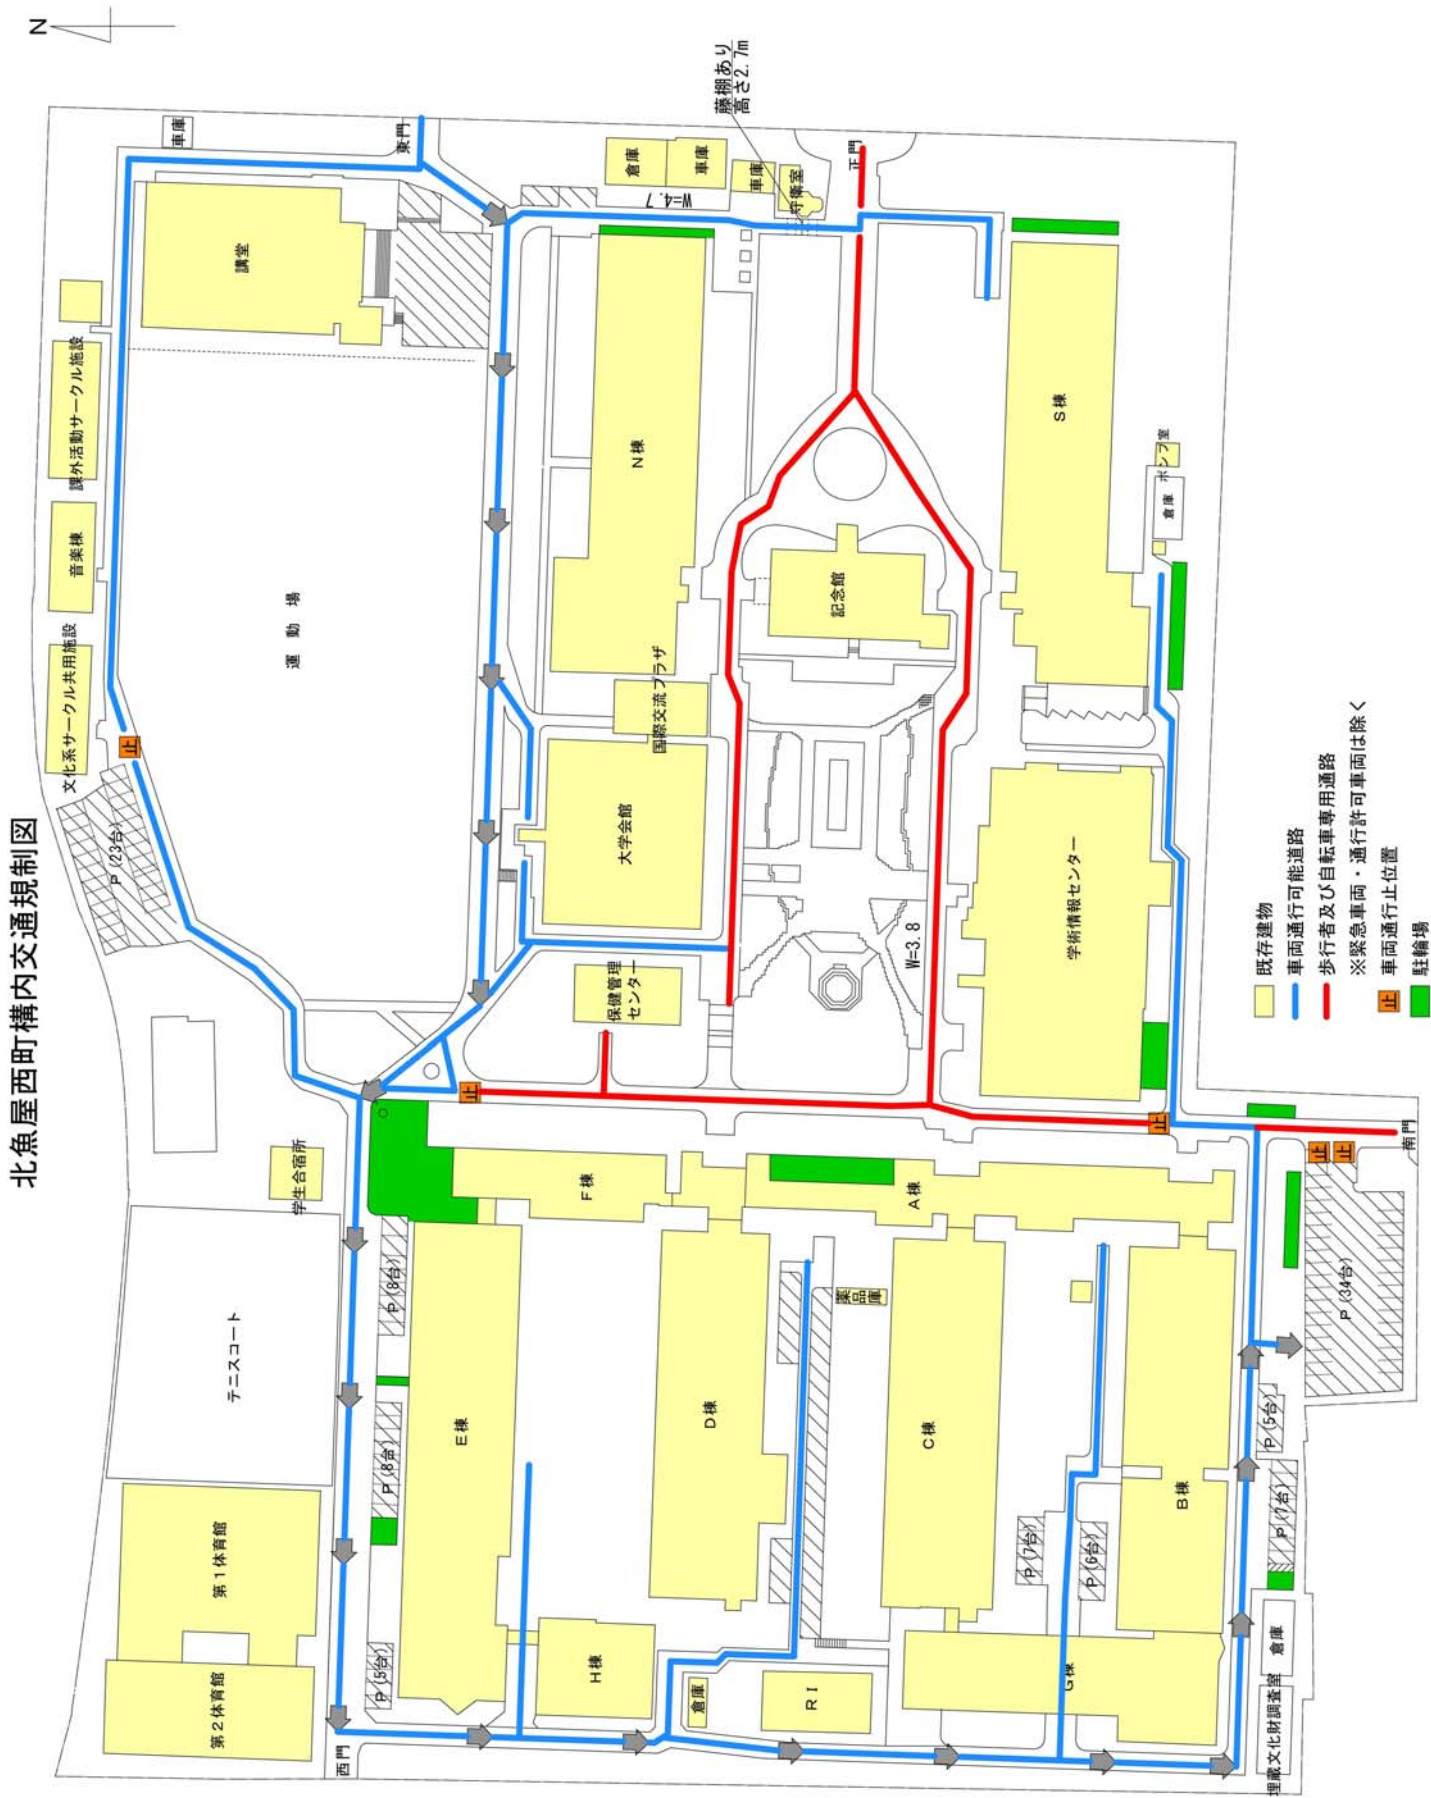 北魚屋西町構内交通規制図
N
車庫
東門
講堂
課外活動サークル施設
音楽棟
文化系サークル共用施設
運動場
止
P(23台)
倉庫
車庫
車庫
守衛室
藤棚あり
高さ2.7m
W=4.7
正門
N棟
国際交流プラザ
大学会館
保健管理
センター
記念館
S棟
ポンプ室
倉庫
学術情報センター
W=3.8
止
止
学生合宿所
テニスコート
第1体育館
第2体育館
西門
P(8台)
P(8台)
P(5台)
E棟
F棟
A棟
D棟
薬品庫
C棟
H棟
倉庫
RI
G棟
P(7台)
P(6台)
B棟
南門
止
止
P(34台)
P(5台)
P(7台)
倉庫
埋蔵文化財調査室
既存建物
車両通行可能道路
歩行者及び自転車専用通路
※緊急車両・通行許可車両は除く
止 車両通行止位置
駐輪場